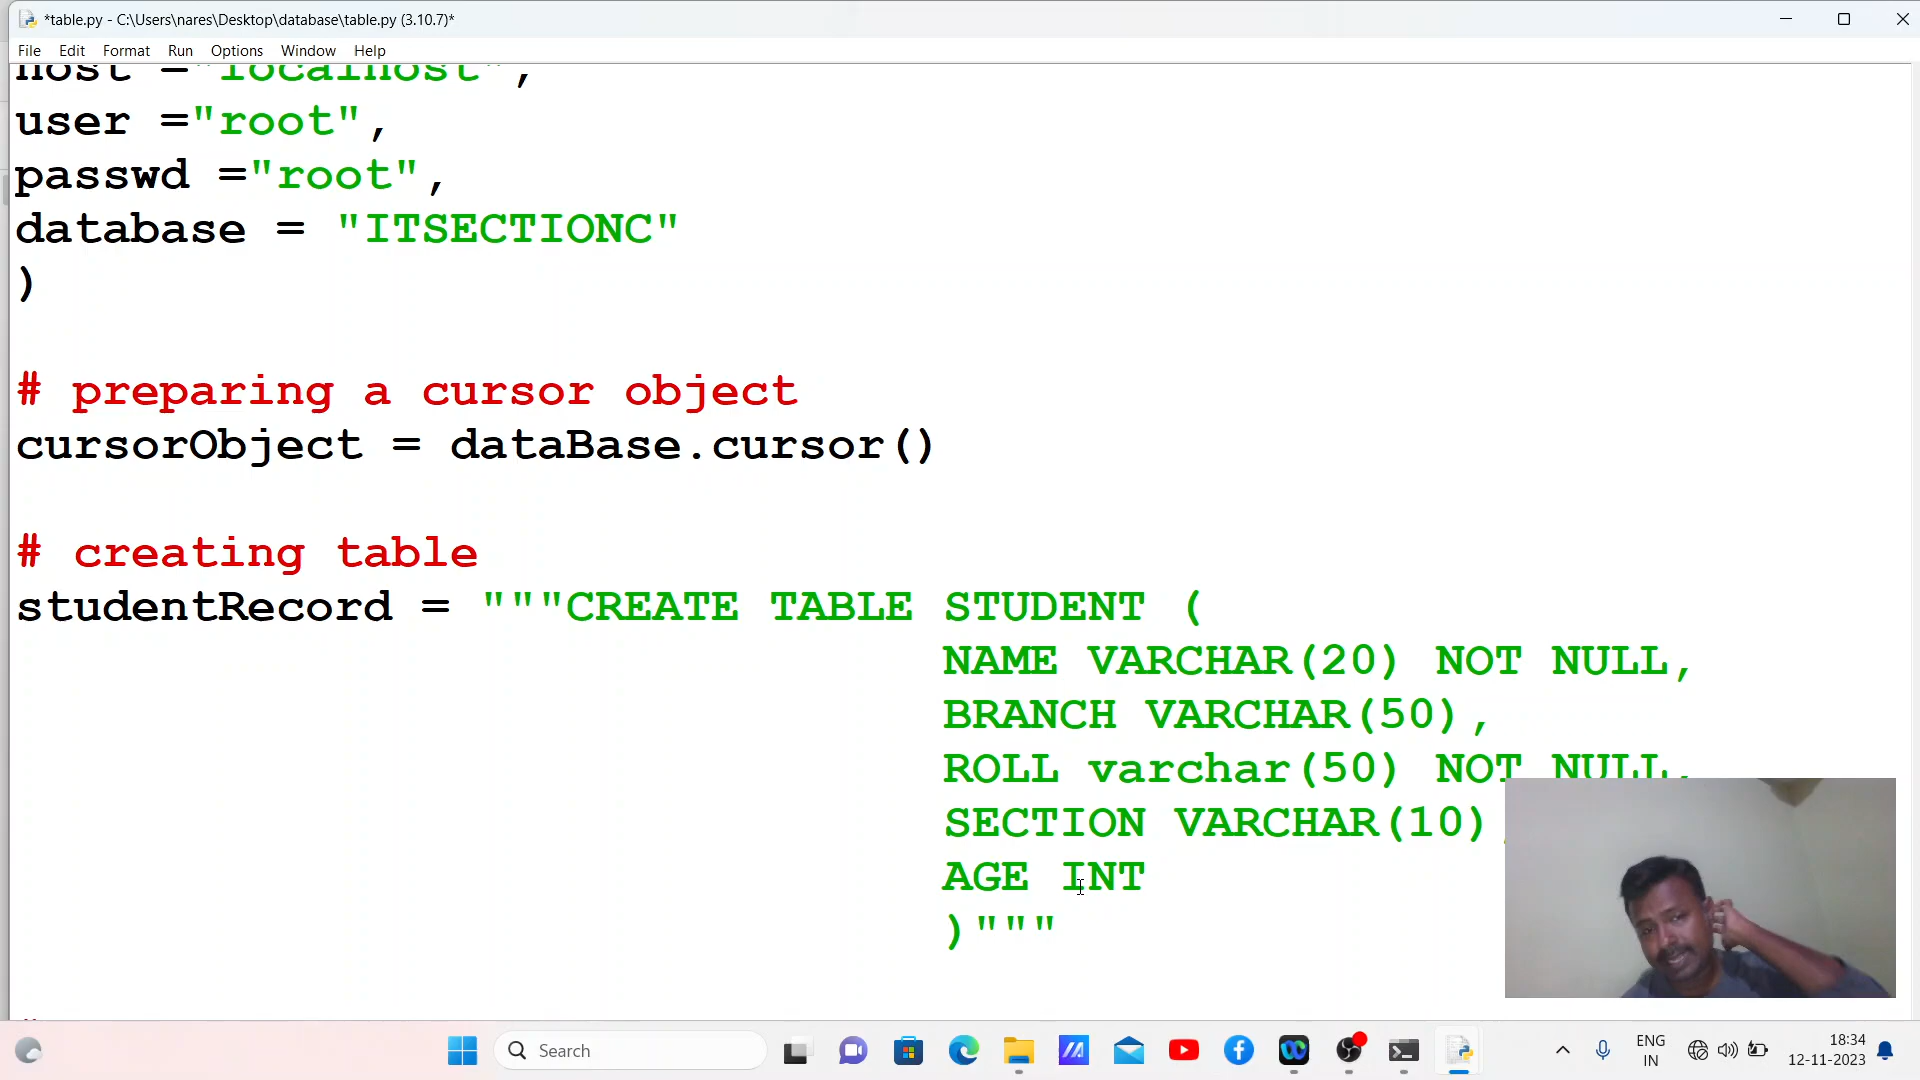 *table.py - C:\Users\nares\Desktop\database\table.py (3.10.7)*
File Edit Format Run Options Window Help
host ="localhost",
user ="root",
passwd ="root",
database = "ITSECTIONC"
)
# preparing a cursor object
cursorObject = dataBase.cursor()
# creating table
studentRecord = """CREATE TABLE STUDENT (
NAME VARCHAR(20) NOT NULL,
BRANCH VARCHAR(50),
ROLL varchar(50) NOT NULL,
SECTION VARCHAR(10),
AGE INT
)"""
Search
ENG
IN
18:34
12-11-2023